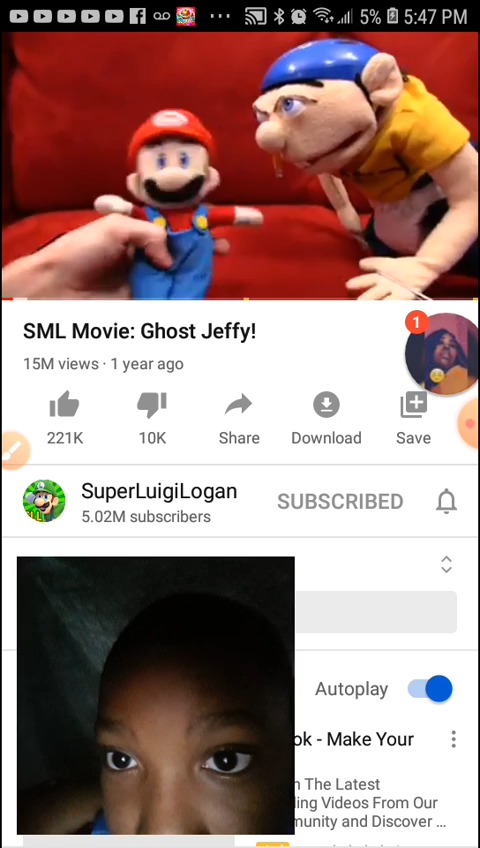 5% 5:47 PM
SML Movie: Ghost Jeffy!
15M views · 1 year ago
1
221K
10K
Share
Download
Save
SuperLuigiLogan
5.02M subscribers
SUBSCRIBED
Autoplay
ok - Make Your
n The Latest
ling Videos From Our
munity and Discover ...